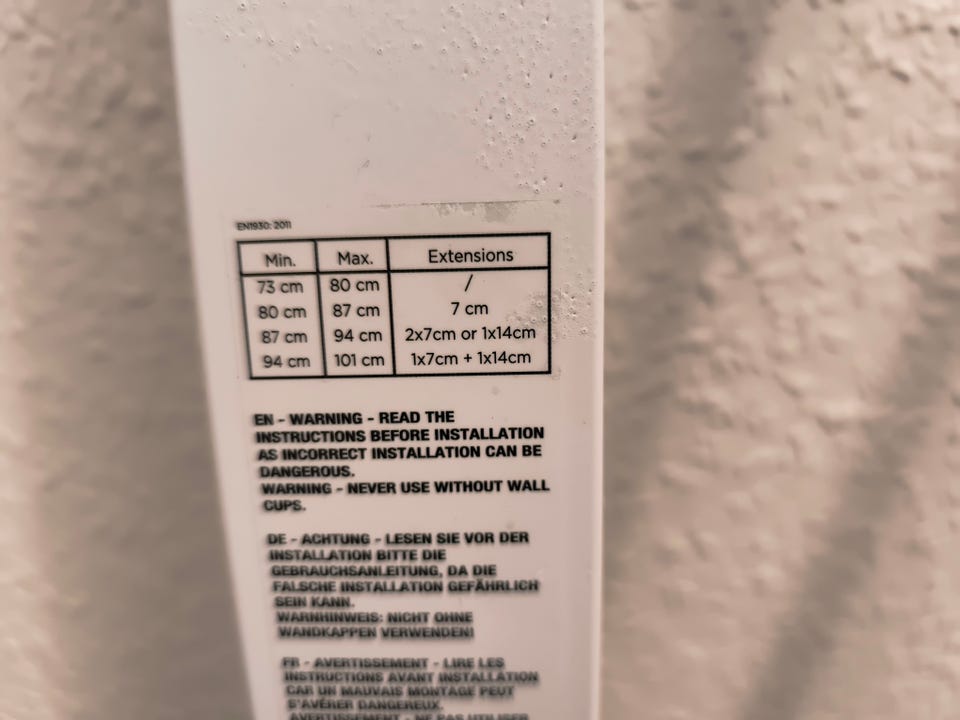 EN1930: 2011
Min. Max. Extensions
73 cm 80 cm /
80 cm 87 cm 7 cm
87 cm 94 cm 2x7cm or 1x14cm
94 cm 101 cm 1x7cm + 1x14cm
EN - WARNING - READ THE
INSTRUCTIONS BEFORE INSTALLATION
AS INCORRECT INSTALLATION CAN BE
DANGEROUS.
WARNING - NEVER USE WITHOUT WALL
CUPS.
DE - ACHTUNG - LESEN SIE VOR DER
INSTALLATION BITTE DIE
GEBRAUCHSANLEITUNG, DA DIE
FALSCHE INSTALLATION GEFÄHRLICH
SEIN KANN.
WARNHINWEIS: NICHT OHNE
WANDKAPPEN VERWENDEN!
FR - AVERTISSEMENT - LIRE LES
INSTRUCTIONS AVANT INSTALLATION
CAR UN MAUVAIS MONTAGE PEUT
S'AVÉRER DANGEREUX.
AVERTISSEMENT - NE PAS UTILISER